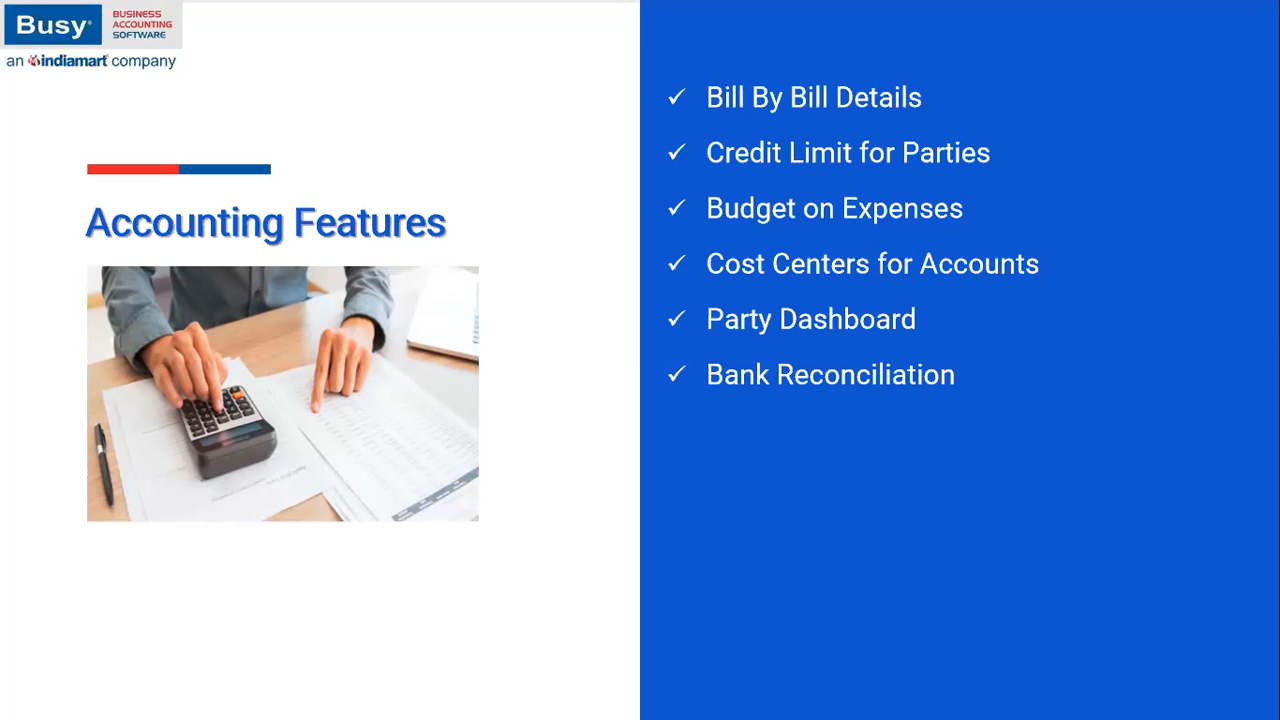 Busy
BUSINESS
ACCOUNTING
SOFTWARE
an indiamart company
Accounting Features
Bill By Bill Details
Credit Limit for Parties
Budget on Expenses
Cost Centers for Accounts
Party Dashboard
Bank Reconciliation